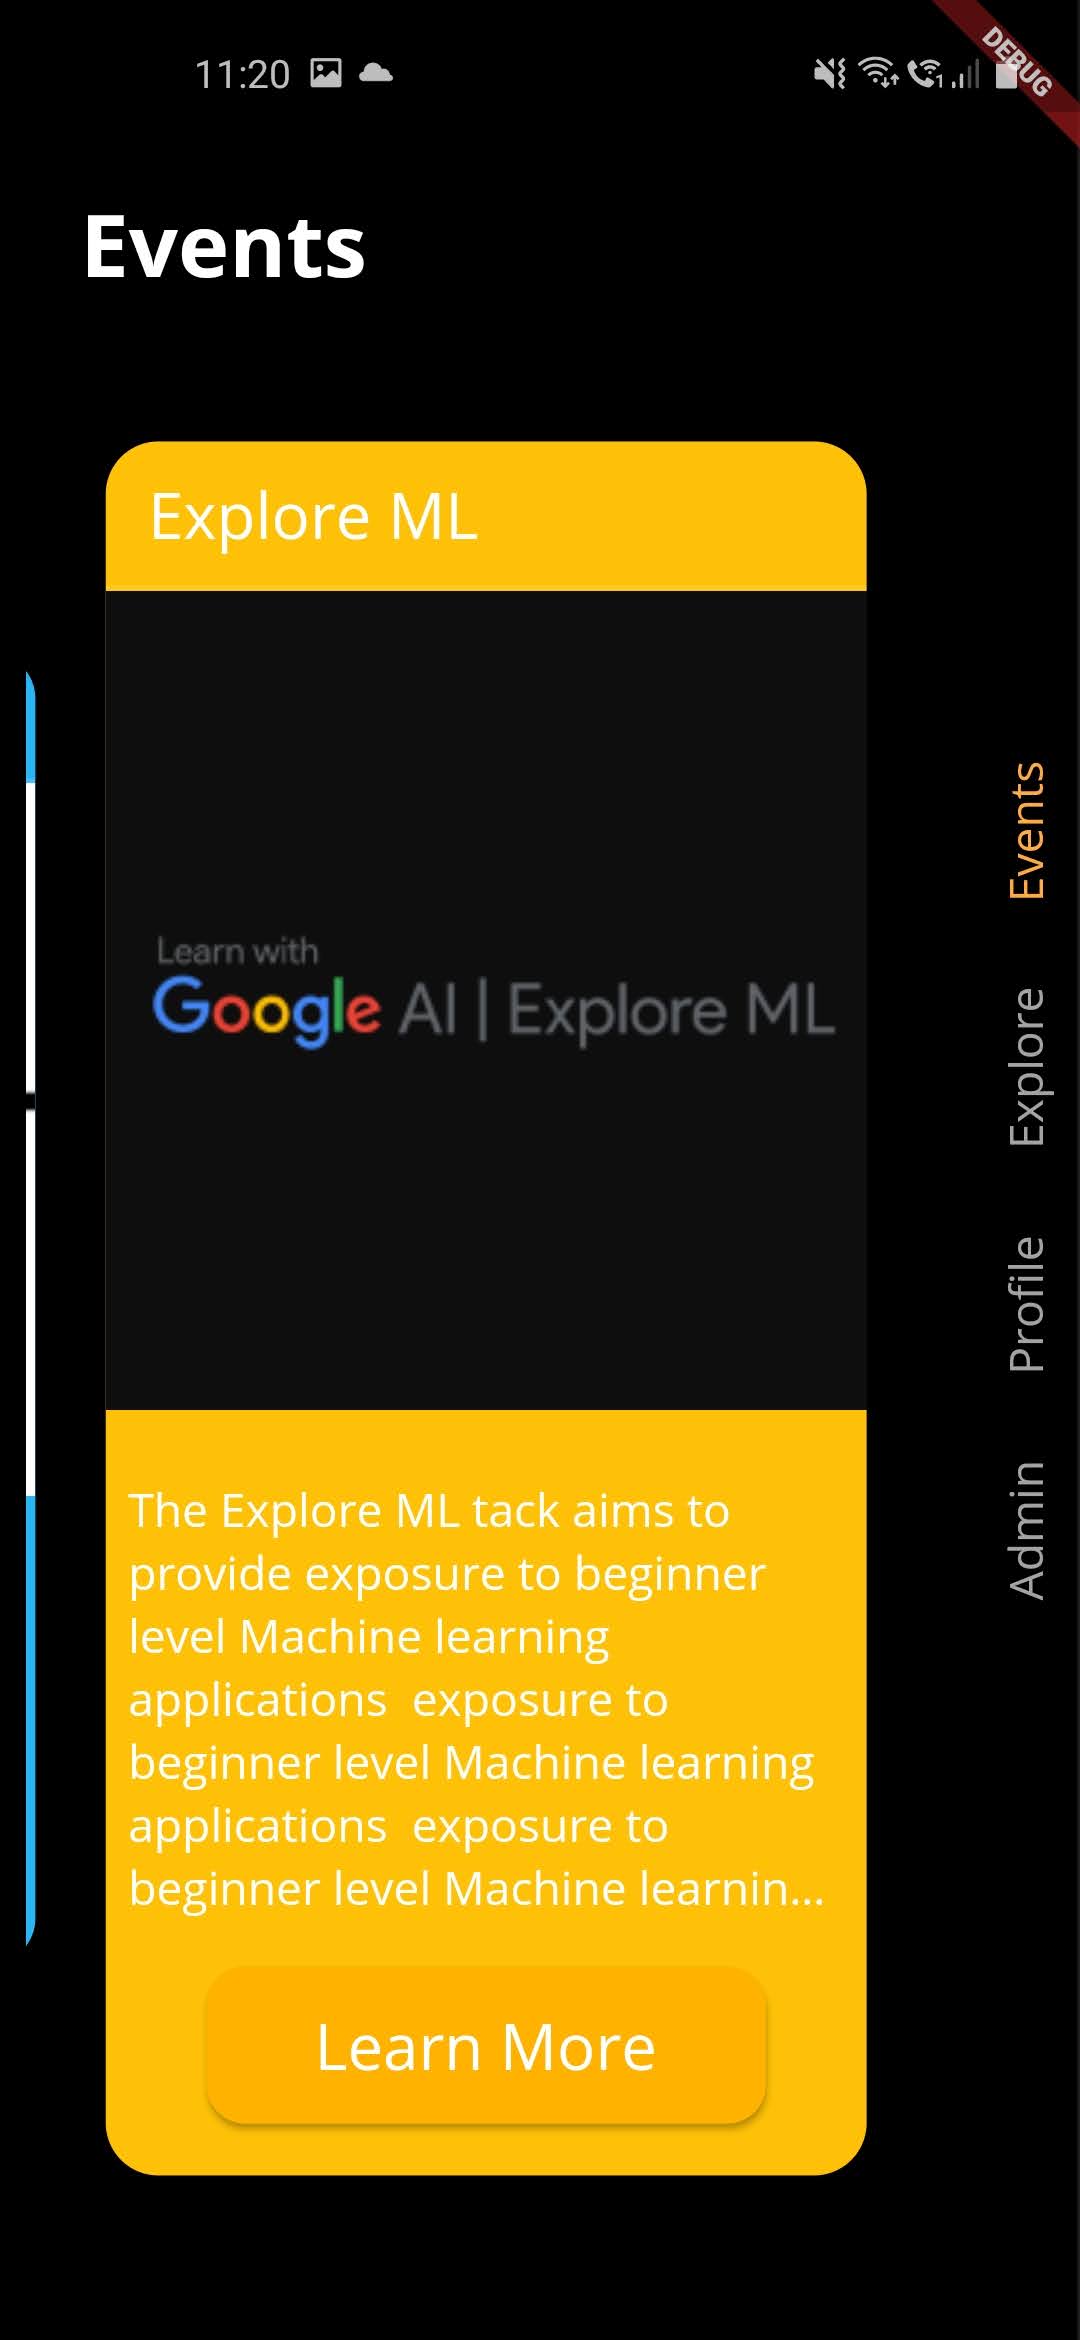 11:20
DEBUG
Events
Explore ML
Learn with
Google AI | Explore ML
The Explore ML tack aims to
provide exposure to beginner
level Machine learning
applications  exposure to
beginner level Machine learning
applications  exposure to
beginner level Machine learnin...
Learn More
Events
Explore
Profile
Admin